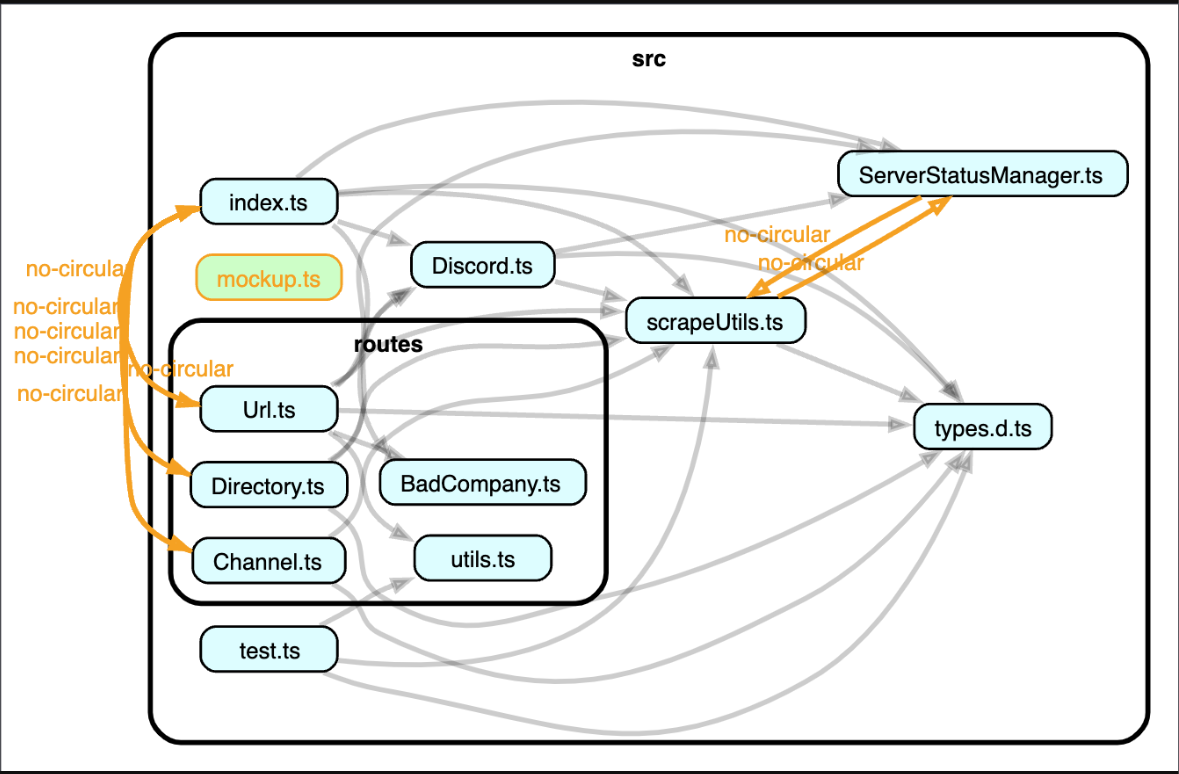 src
ServerStatusManager.ts
index.ts
no-circular
Discord.ts
no-circular
no-circular
mockup.ts
no-circular
scrapeUtils.ts
no-circular
routes
no-circular
no-circular
no-circular
Url.ts
types.d.ts
Directory.ts
BadCompany.ts
Channel.ts
utils.ts
test.ts